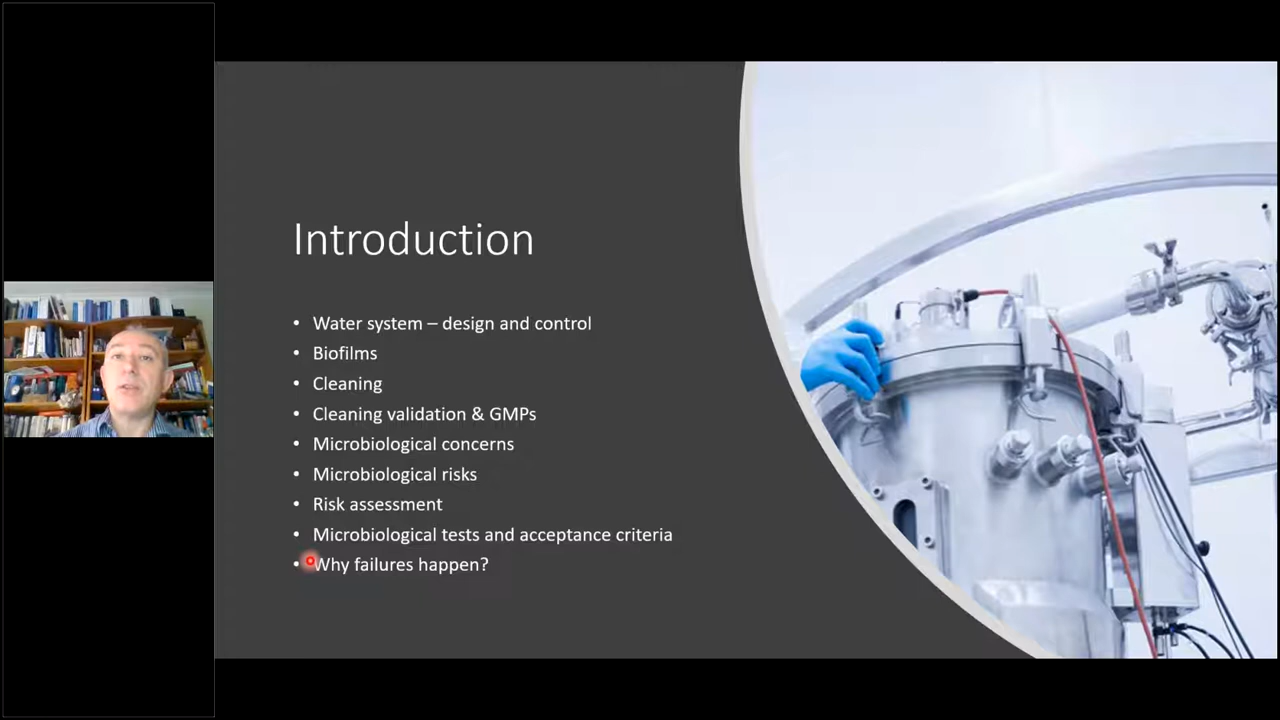 Introduction
• Water system – design and control
• Biofilms
• Cleaning
• Cleaning validation & GMPs
• Microbiological concerns
• Microbiological risks
• Risk assessment
• Microbiological tests and acceptance criteria
• Why failures happen?